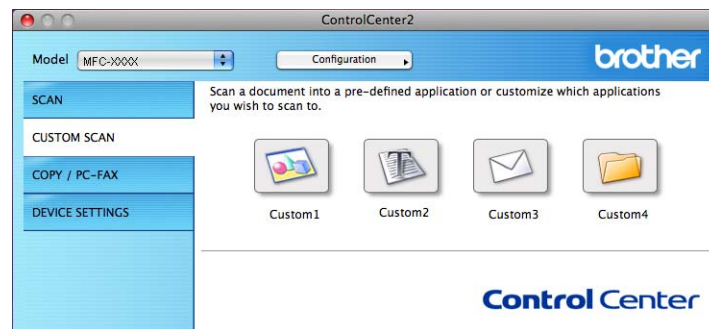 ControlCenter2
Model MFC-XXXX Configuration brother
SCAN
CUSTOM SCAN
COPY / PC-FAX
DEVICE SETTINGS
Scan a document into a pre-defined application or customize which applications
you wish to scan to.
Custom1 Custom2 Custom3 Custom4
Control Center